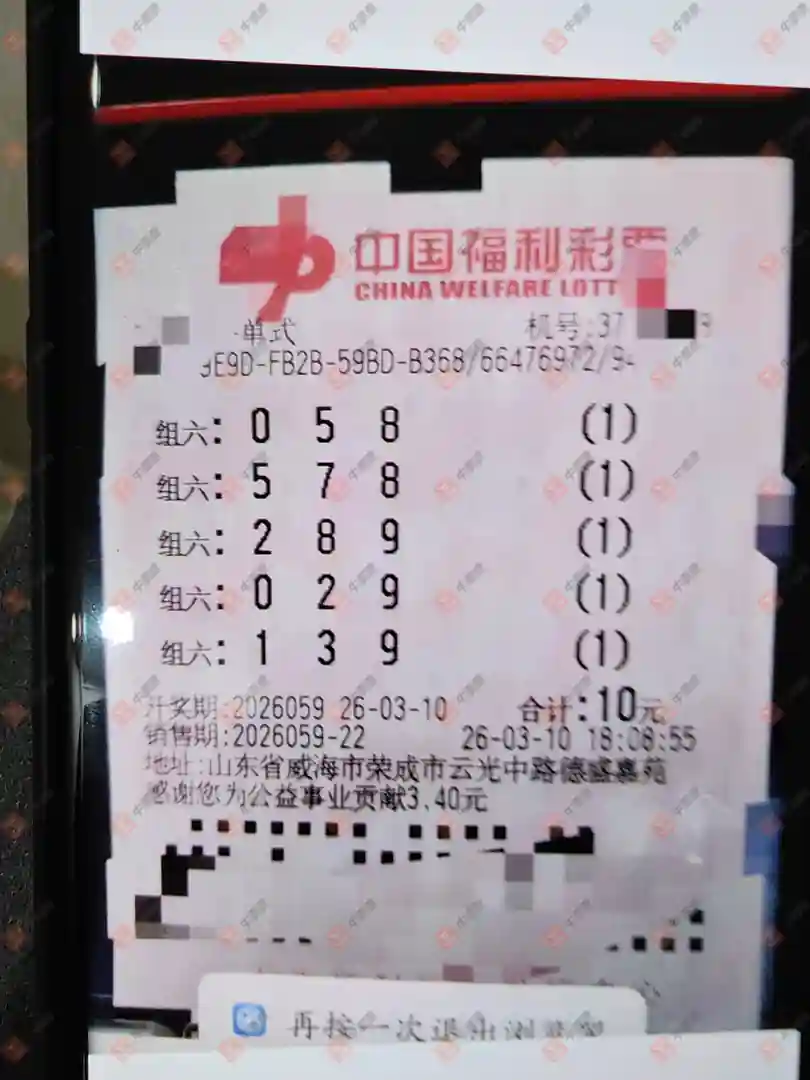 中国福利彩票
CHINA WELFARE LOTT
单式 机号:37
9E9D-FB2B-59BD-B368/66476972/94
组六: 0 5 8 (1)
组六: 5 7 8 (1)
组六: 2 8 9 (1)
组六: 0 2 9 (1)
组六: 1 3 9 (1)
开奖期:2026059 26-03-10 合计:10元
销售期:2026059-22 26-03-10 18:08:55
地址:山东省威海市荣成市云光中路德盛嘉苑
感谢您为公益事业贡献3.40元
再按一次退出浏览器